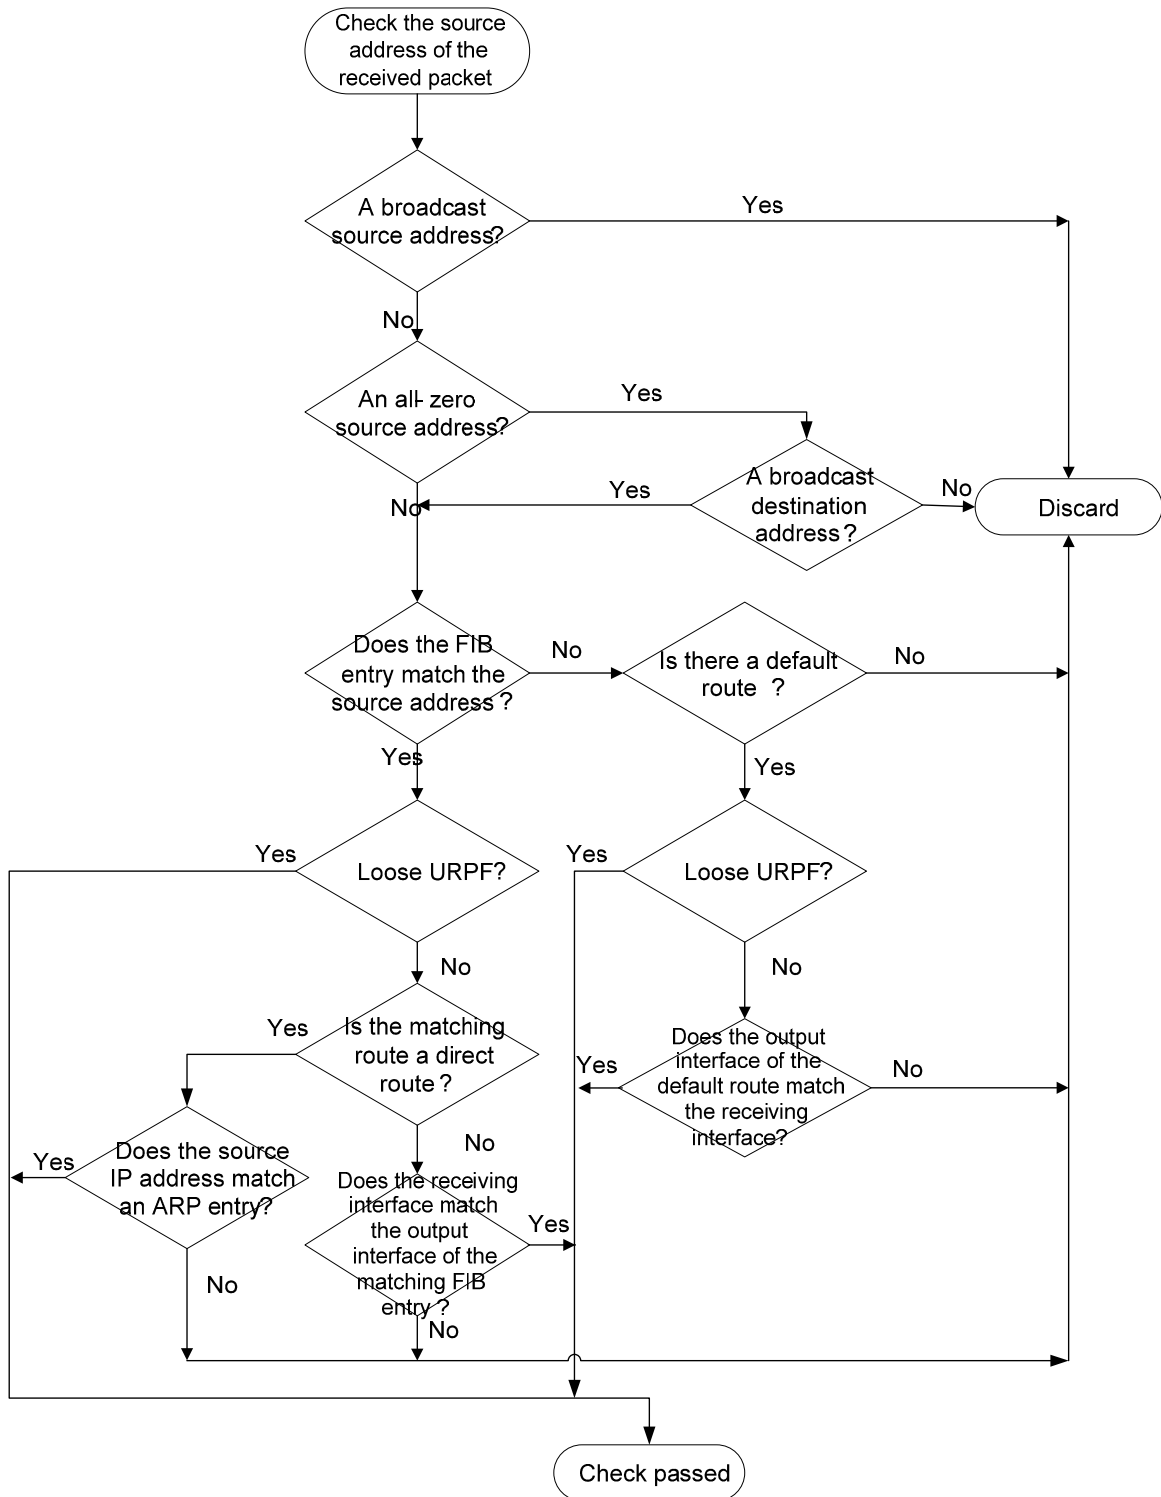 Check the source
address of the
received packet
A broadcast
source address?
Yes
No
An all-zero
source address?
Yes
No
A broadcast
destination
address?
Yes
No
Discard
Does the FIB
entry match the
source address?
No
Yes
Is there a default
route ?
No
Yes
Loose URPF?
Yes
No
Loose URPF?
Yes
No
Is the matching
route a direct
route?
Yes
No
Does the output
interface of the
default route match
the receiving
interface?
Yes
No
Does the source
IP address match
an ARP entry?
Yes
No
Does the receiving
interface match
the output
interface of the
matching FIB
entry?
Yes
No
Check passed